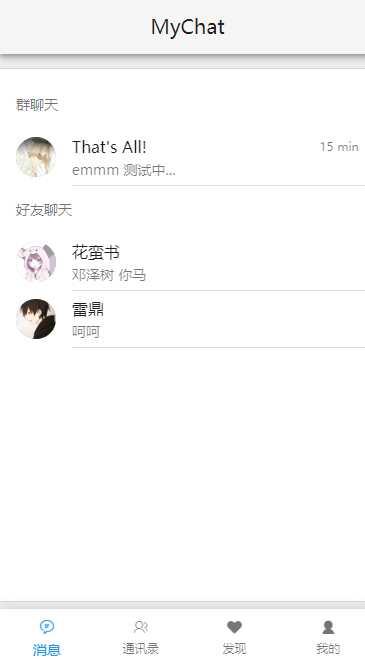 MyChat
群聊天
That's All!
15 min
emmm 测试中...
好友聊天
花蛮书
邓泽树 你马
雷鼎
呵呵
消息
通讯录
发现
我的